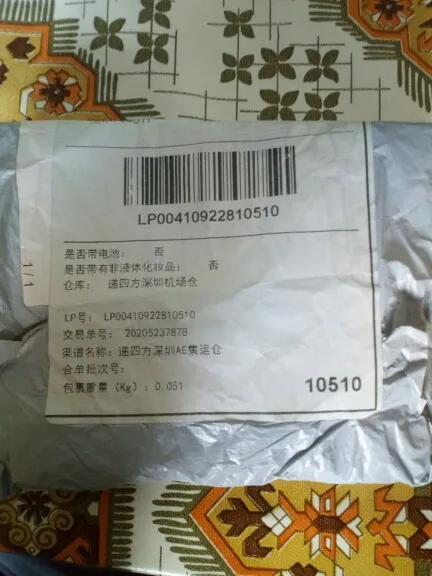 LP00410922810510
是否带电池： 否
是否带有非液体化妆品： 否
仓库： 递四方深圳机场仓
1/1
LP号： LP00410922810510
交易单号： 2020523787B
渠道名称：递四方深圳AE集运仓
合单批次号：
包裹重量（Kg）：0.051
10510